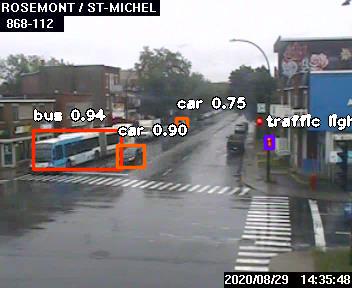 ROSEMONT / ST-MICHEL
868-112
car 0.75
bus 0.94
car 0.90
traffic ligh
2020/08/29 14:35:48